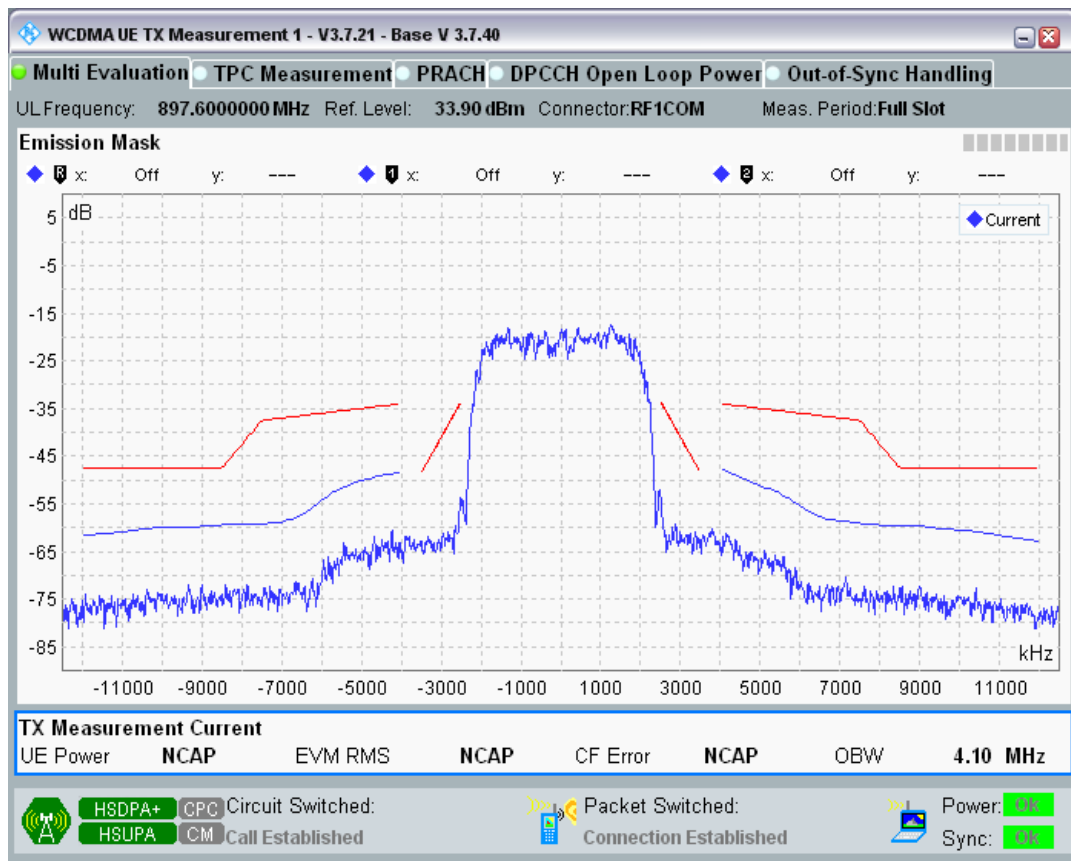 WCDMA UE TX Measurement 1 - V3.7.21 - Base V 3.7.40
Multi Evaluation TPC Measurement PRACH DPCCH Open Loop Power Out-of-Sync Handling
UL Frequency: 897.6000000 MHz Ref. Level: 33.90 dBm Connector:RF1COM Meas. Period:Full Slot
Emission Mask
R x: Off y: --- 1 x: Off y: --- 2 x: Off y: ---
dB
Current
5
-5
-15
-25
-35
-45
-55
-65
-75
-85
kHz
-11000 -9000 -7000 -5000 -3000 -1000 1000 3000 5000 7000 9000 11000
TX Measurement Current
UE Power NCAP EVM RMS NCAP CF Error NCAP OBW 4.10 MHz
HSDPA+ CPC Circuit Switched: Packet Switched: Power: OK
HSUPA CM Call Established Connection Established Sync: OK